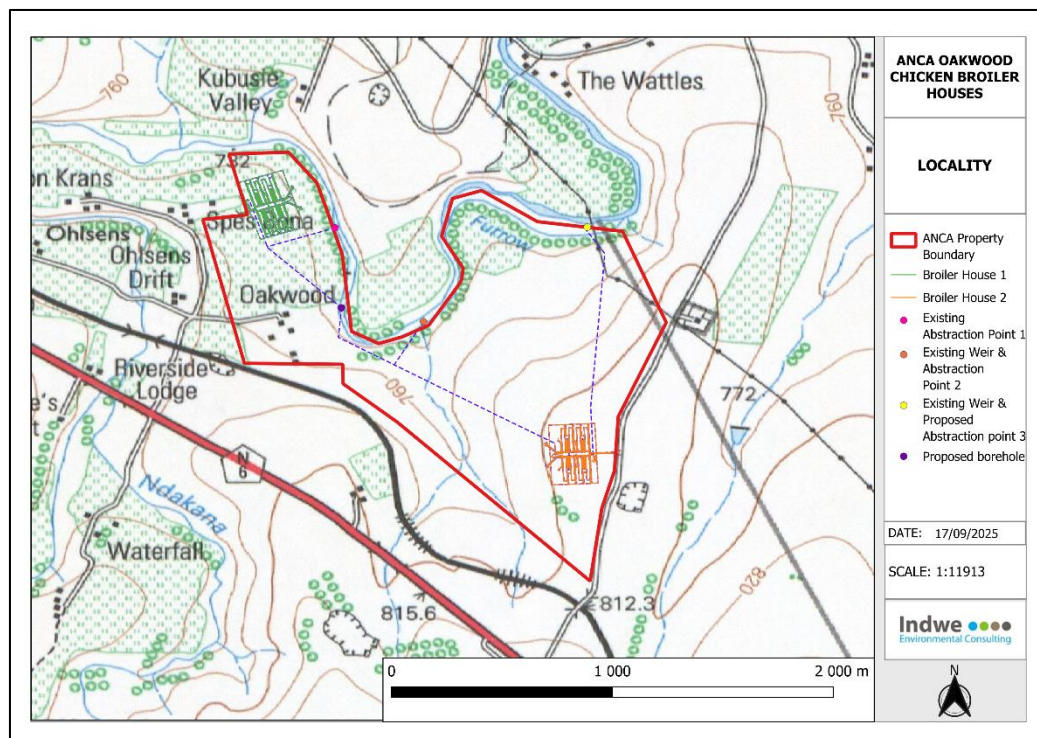 Kubusie
Valley
760
The Wattles
760
732
on Krans
Spes Bona
Furrow
Ohlsens
Ohlsens
Drift
Oakwood
Riverside
Lodge
760
772
e's
N
6
Ndakana
Waterfall
815.6
812.3
820
0
1 000
2 000 m
ANCA OAKWOOD
CHICKEN BROILER
HOUSES
LOCALITY
ANCA Property
Boundary
Broiler House 1
Broiler House 2
Existing
Abstraction Point 1
Existing Weir &
Abstraction
Point 2
Existing Weir &
Proposed
Abstraction point 3
Proposed borehole
DATE: 17/09/2025
SCALE: 1:11913
Indwe
Environmental Consulting
N